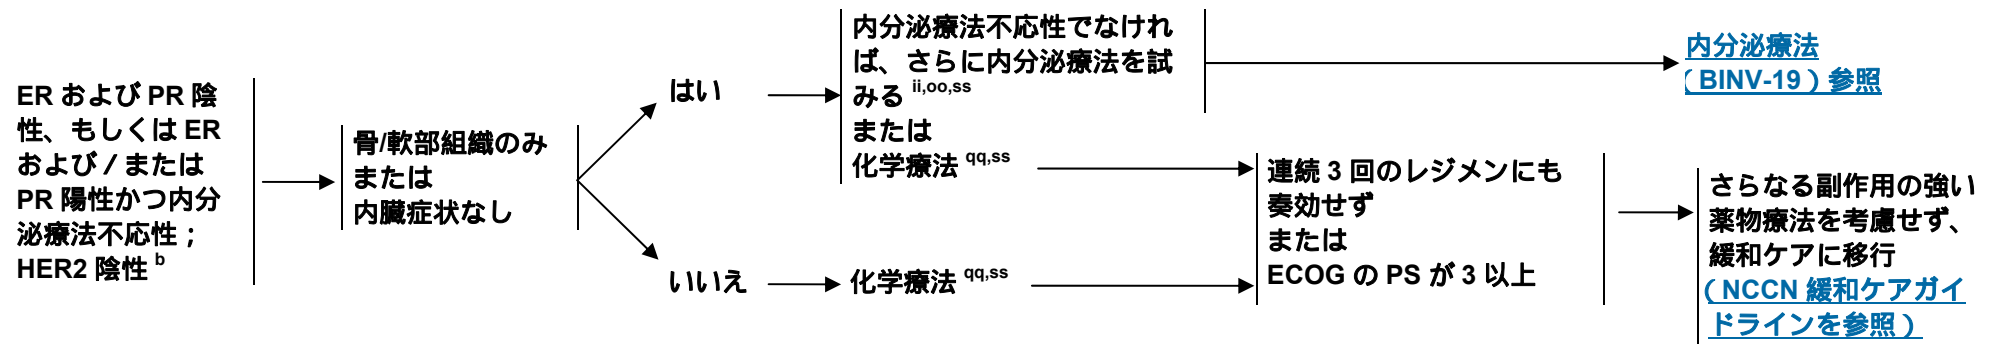 ER および PR 陰
性、もしくは ER
および / または
PR 陽性かつ内分
泌療法不応性；
HER2 陰性 b
骨/軟部組織のみ
または
内臓症状なし
はい
内分泌療法不応性でなけれ
ば、さらに内分泌療法を試
みる ii,oo,ss
または
化学療法 qq,ss
内分泌療法
（BINV-19）参照
いいえ
化学療法 qq,ss
連続 3 回のレジメンにも
奏効せず
または
ECOG の PS が 3 以上
さらなる副作用の強い
薬物療法を考慮せず、
緩和ケアに移行
（NCCN 緩和ケアガイ
ドラインを参照）